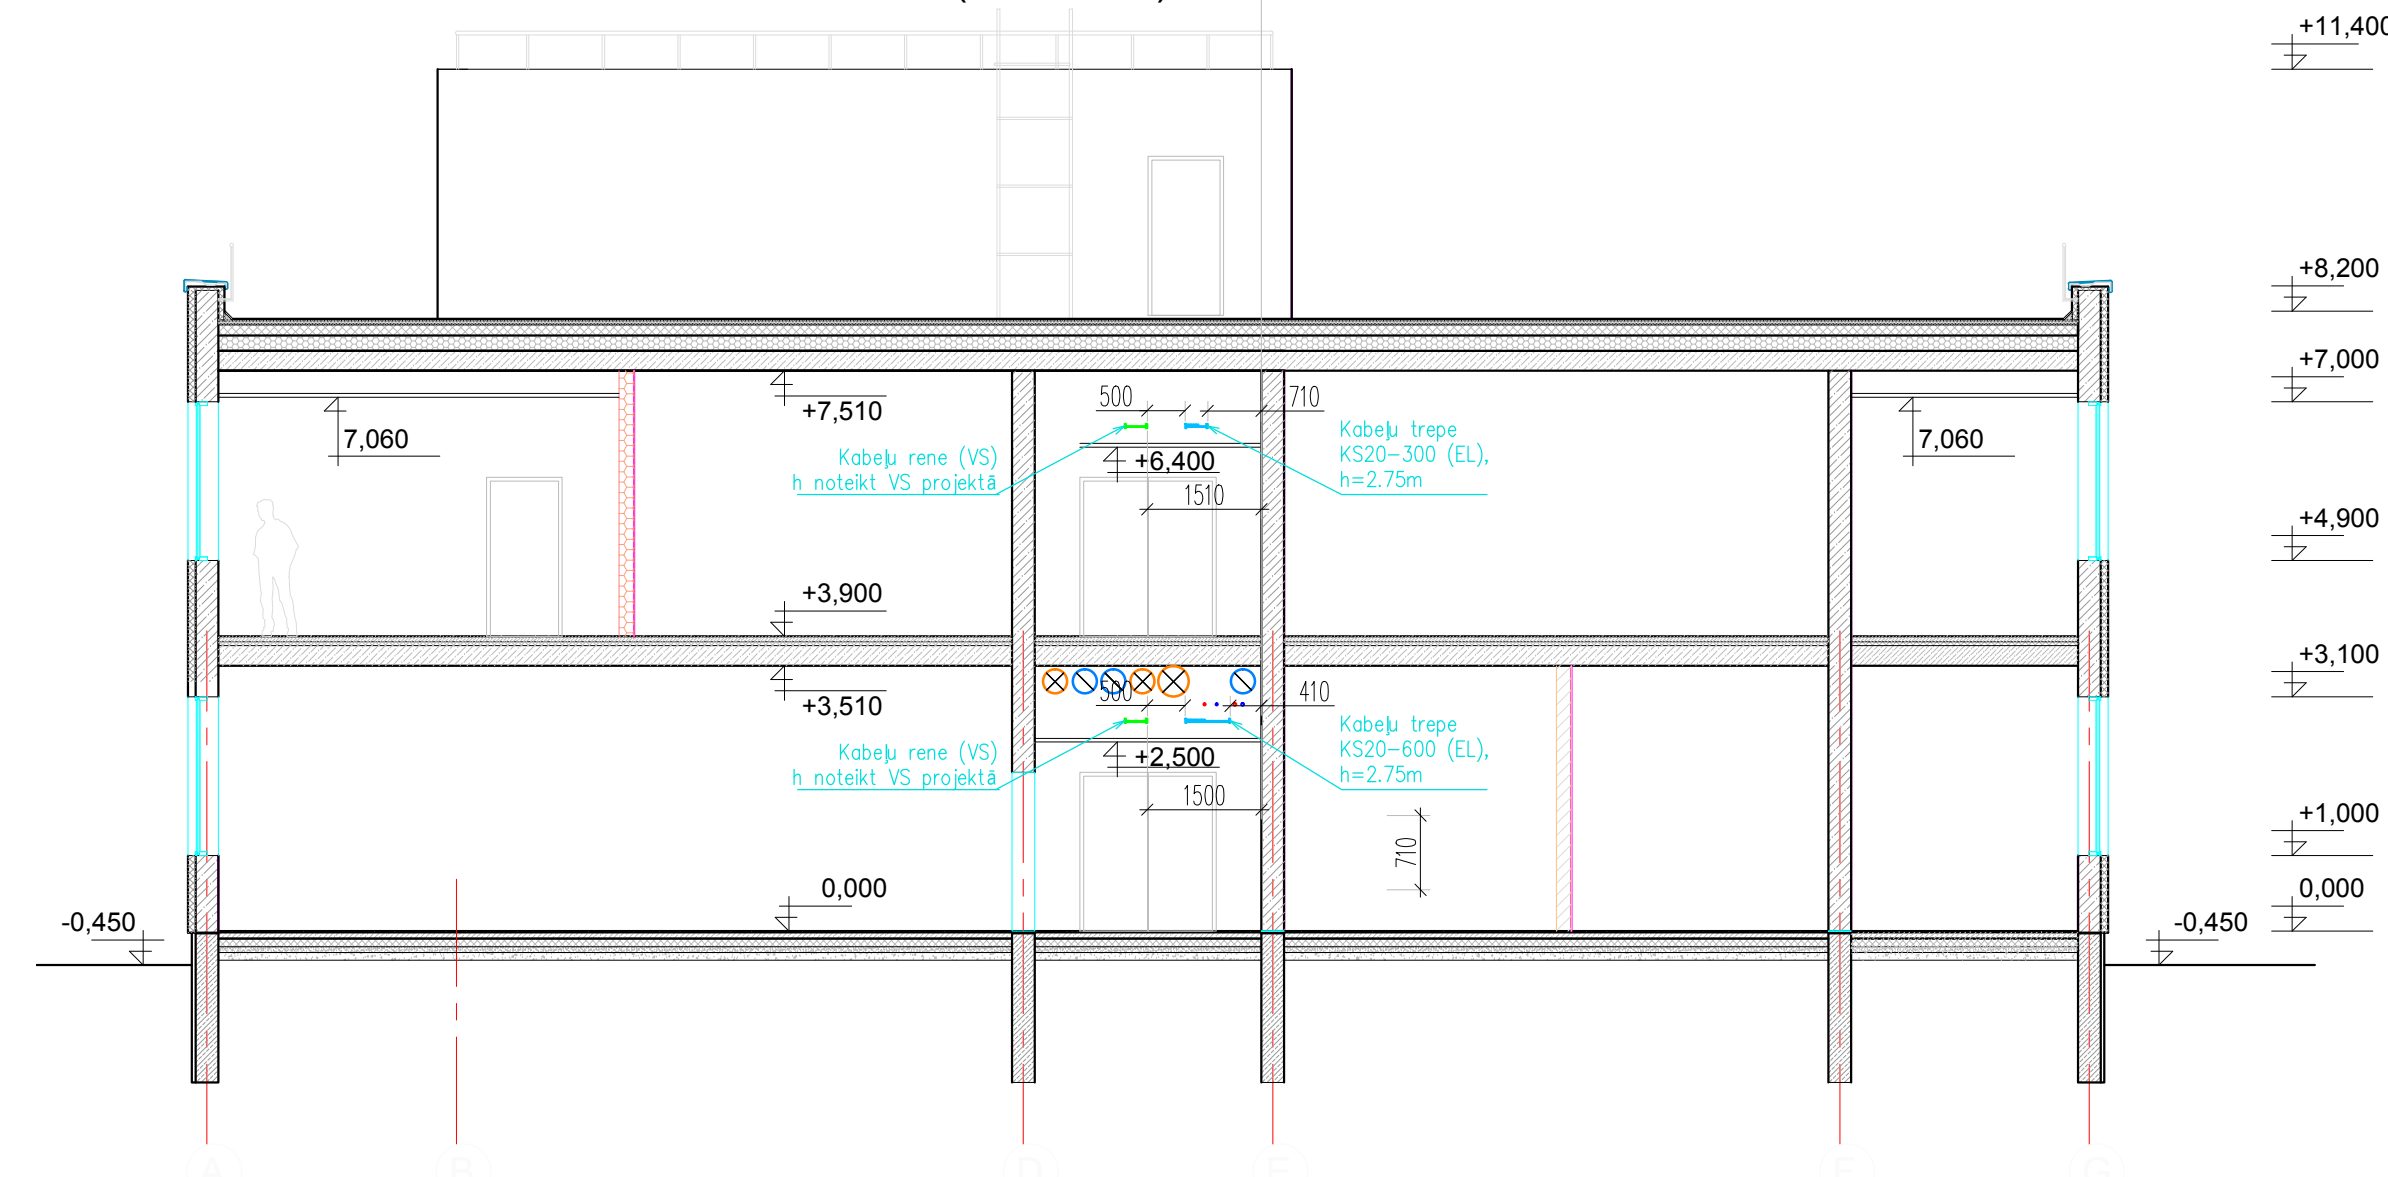 +11,400
+8,200
+7,000
500
710
+7,510
7,060
Kabeļu rene (VS)
h noteikt VS projektā
+6,400
Kabeļu trepe
KS20-300 (EL),
h=2.75m
7,060
1510
+4,900
+3,900
+3,100
+3,510
500
410
Kabeļu rene (VS)
h noteikt VS projektā
+2,500
Kabeļu trepe
KS20-600 (EL),
h=2.75m
1500
+1,000
710
0,000
0,000
-0,450
-0,450
A
B
D
E
F
G